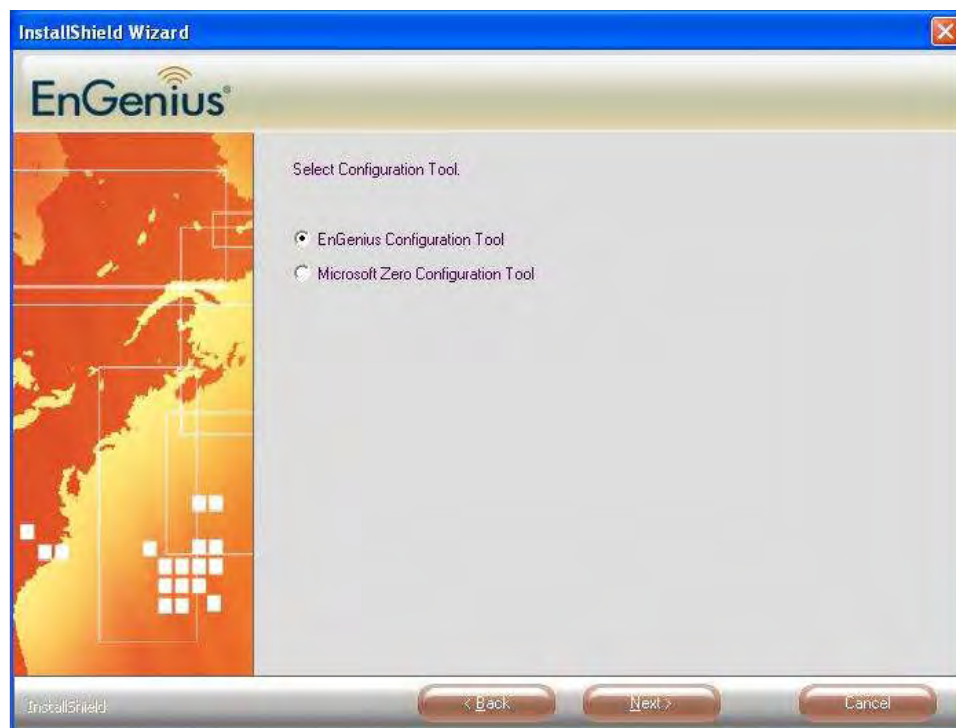 InstallShield Wizard
EnGenius®
Select Configuration Tool.
EnGenius Configuration Tool
Microsoft Zero Configuration Tool
InstallShield
< Back
Next >
Cancel